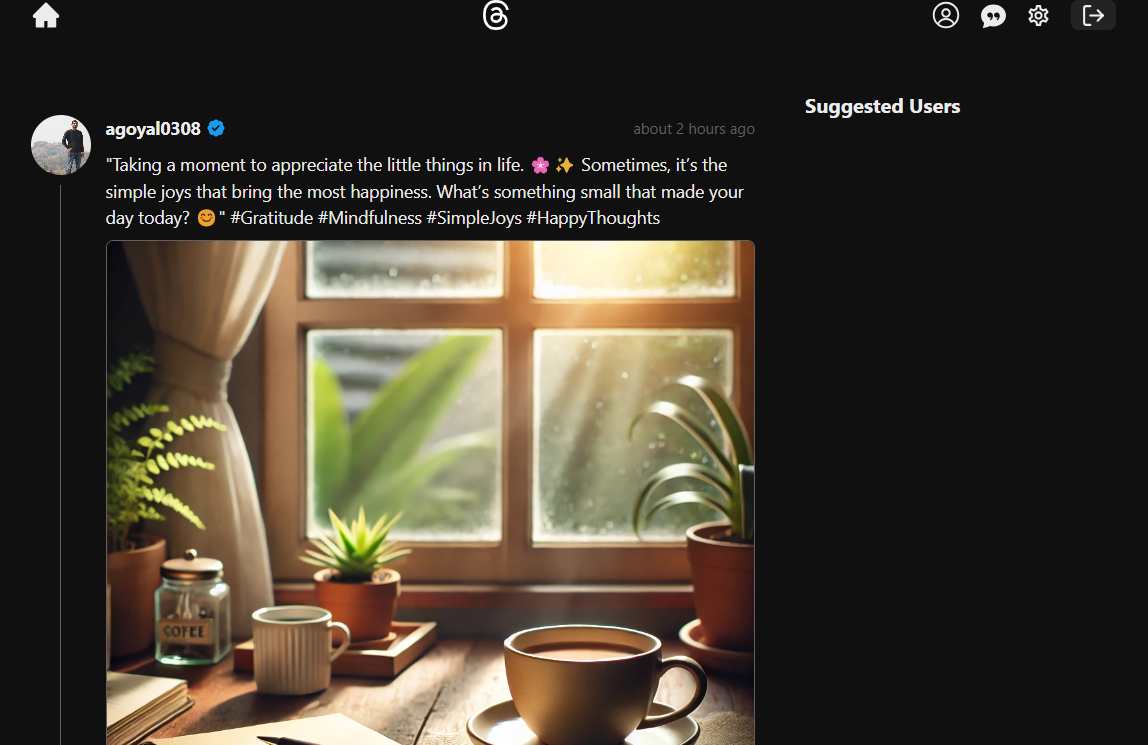 agoyal0308
about 2 hours ago
"Taking a moment to appreciate the little things in life. 🌸✨ Sometimes, it’s the
simple joys that bring the most happiness. What’s something small that made your
day today? 😊" #Gratitude #Mindfulness #SimpleJoys #HappyThoughts
Suggested Users
COFEE